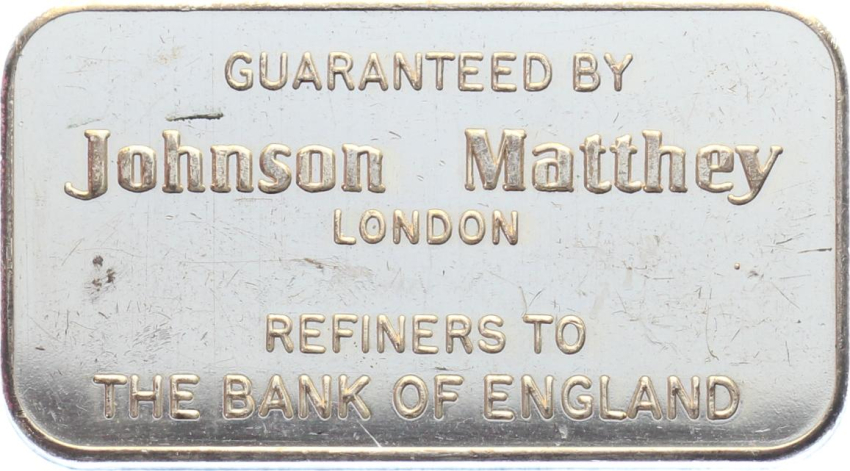 GUARANTEED BY
Johnson Matthey
LONDON
REFINERS TO
THE BANK OF ENGLAND